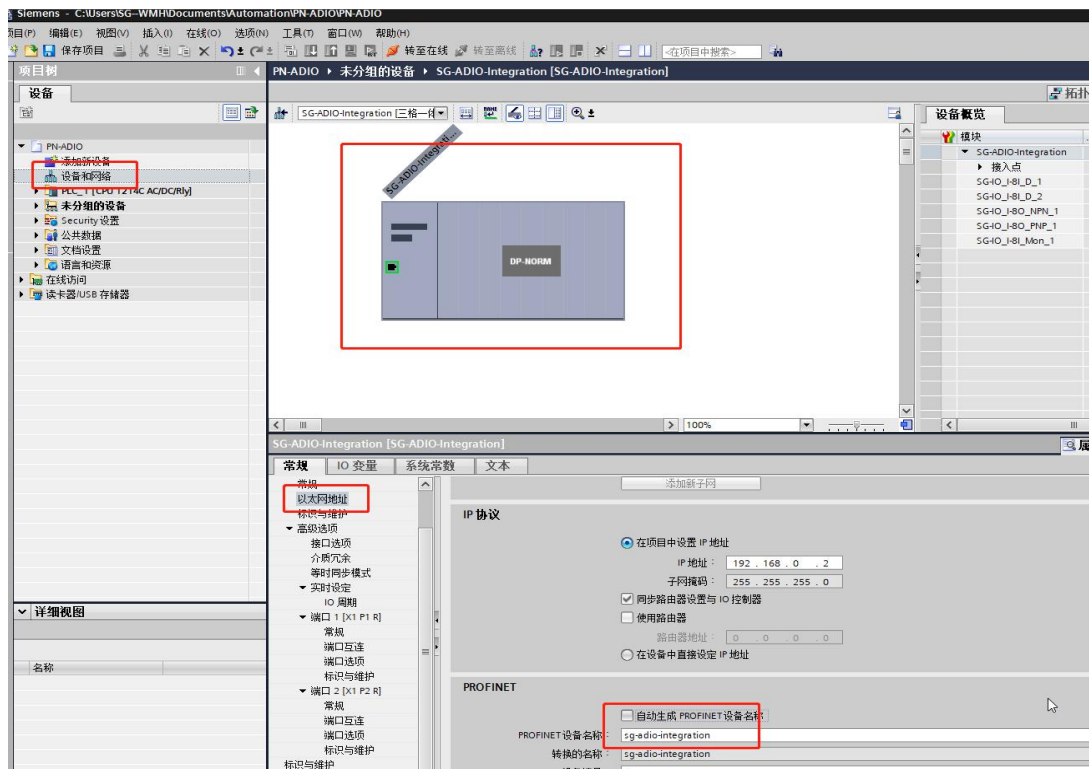 Siemens - C:\Users\SG--WMH\Documents\Automation\PN-ADIO\PN-ADIO
项目(P) 编辑(E) 视图(V) 插入(I) 在线(O) 选项(N) 工具(T) 窗口(W) 帮助(H)
保存项目
转至在线
转至离线
<在项目中搜索>
项目树
设备
PN-ADIO
添加新设备
设备和网络
PLC_1 [CPU 1214C AC/DC/Rly]
未分组的设备
Security 设置
公共数据
文档设置
语言和资源
在线访问
读卡器/USB 存储器
详细视图
名称
PN-ADIO
未分组的设备
SG-ADIO-Integration [SG-ADIO-Integration]
拓扑
SG-ADIO-Integration [三格一体
SG-ADIO-Integrati...
DP-NORM
100%
设备概览
模块
SG-ADIO-Integration
接入点
SG-IO_I-8I_D_1
SG-IO_I-8I_D_2
SG-IO_I-8O_NPN_1
SG-IO_I-8O_PNP_1
SG-IO_I-8I_Mon_1
SG-ADIO-Integration [SG-ADIO-Integration]
属
常规
IO 变量
系统常数
文本
常规
以太网地址
标识与维护
高级选项
接口选项
介质冗余
等时同步模式
实时设定
IO 周期
端口 1 [X1 P1 R]
常规
端口互连
端口选项
标识与维护
端口 2 [X1 P2 R]
常规
端口互连
端口选项
标识与维护
标识与维护
添加新子网
IP 协议
在项目中设置 IP 地址
IP 地址： 192 . 168 . 0 . 2
子网掩码： 255 . 255 . 255 . 0
同步路由器设置与 IO 控制器
使用路由器
路由器地址： 0 . 0 . 0 . 0
在设备中直接设定 IP 地址
PROFINET
自动生成 PROFINET 设备名称
PROFINET 设备名称： sg-adio-integration
转换的名称： sg-adio-integration